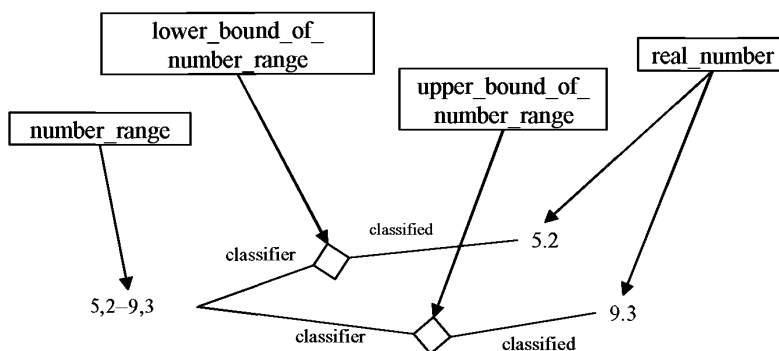 lower_bound_of_
number_range
real_number
upper_bound_of_
number_range
number_range
classified
5.2
classifier
5,2–9,3
9.3
classifier
classified